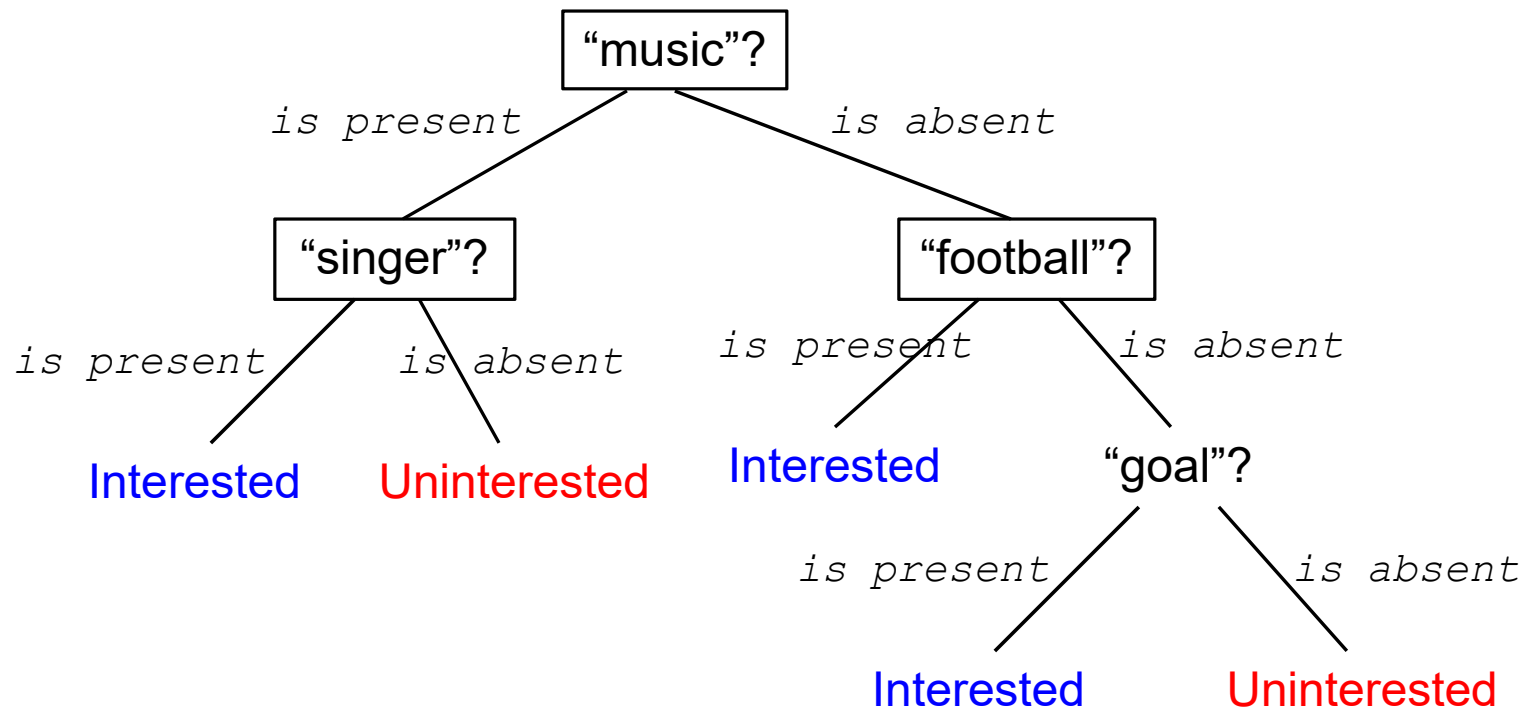 “music”?
is present
is absent
“singer”?
“football”?
is present
is absent
is present
is absent
Interested
Uninterested
Interested
“goal”?
is present
is absent
Interested
Uninterested